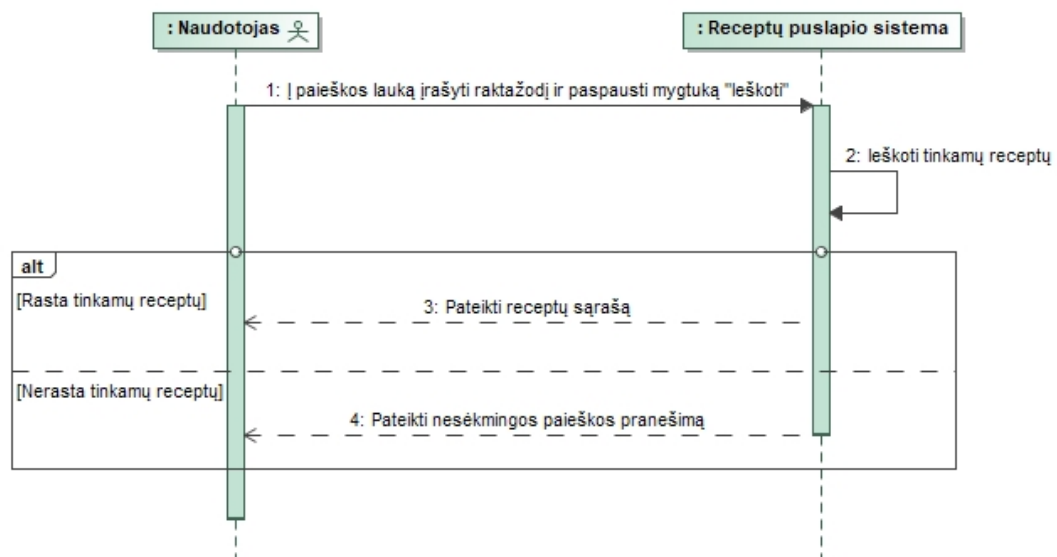 : Naudotojas
: Receptų puslapio sistema
1: Į paieškos lauką įrašyti raktažodį ir paspausti mygtuką "Ieškoti"
2: Ieškoti tinkamų receptų
alt
[Rasta tinkamų receptų]
3: Pateikti receptų sąrašą
[Nerasta tinkamų receptų]
4: Pateikti nesėkmingos paieškos pranešimą